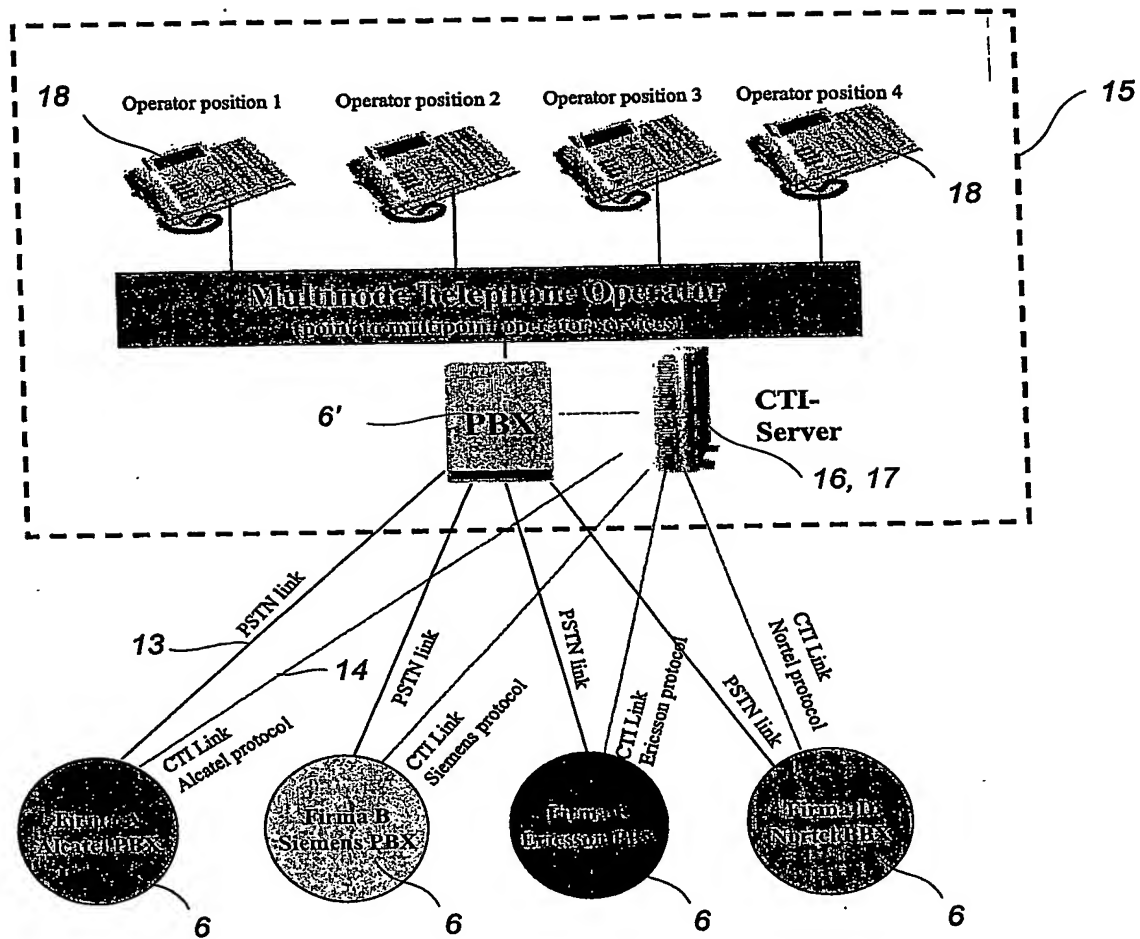 Operator position 1
Operator position 2
Operator position 3
Operator position 4
18
15
18
Multinode Telephone Operator
(point to multipoint operator services)
6'
PBX
CTI-
Server
16, 17
PSTN link
13
14
PSTN link
PSTN link
PSTN link
CTI Link
Alcatel protocol
CTI Link
Siemens protocol
CTI Link
Ericsson protocol
CTI Link
Nortel protocol
Firma A
Alcatel PBX
Firma B
Siemens PBX
Firma
Ericsson PBX
Firma D
Nortel PBX
6
6
6
6